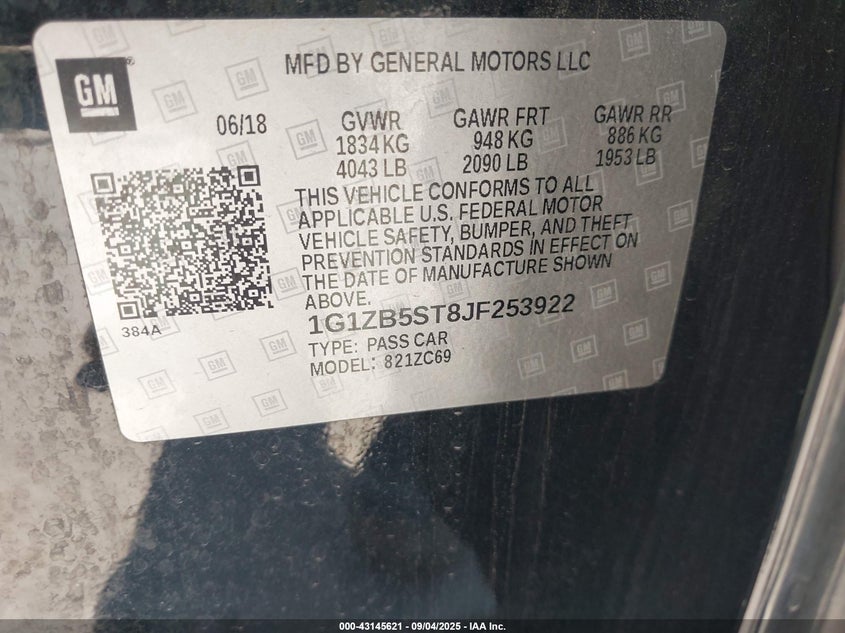 GM
MFD BY GENERAL MOTORS LLC
06/18
GVWR
1834 KG
4043 LB
GAWR FRT
948 KG
2090 LB
GAWR RR
886 KG
1953 LB
THIS VEHICLE CONFORMS TO ALL
APPLICABLE U.S. FEDERAL MOTOR
VEHICLE SAFETY, BUMPER, AND THEFT
PREVENTION STANDARDS IN EFFECT ON
THE DATE OF MANUFACTURE SHOWN
ABOVE.
384A
1G1ZB5ST8JF253922
TYPE: PASS CAR
MODEL: 821ZC69
000-43145621 - 09/04/2025 - IAA Inc.